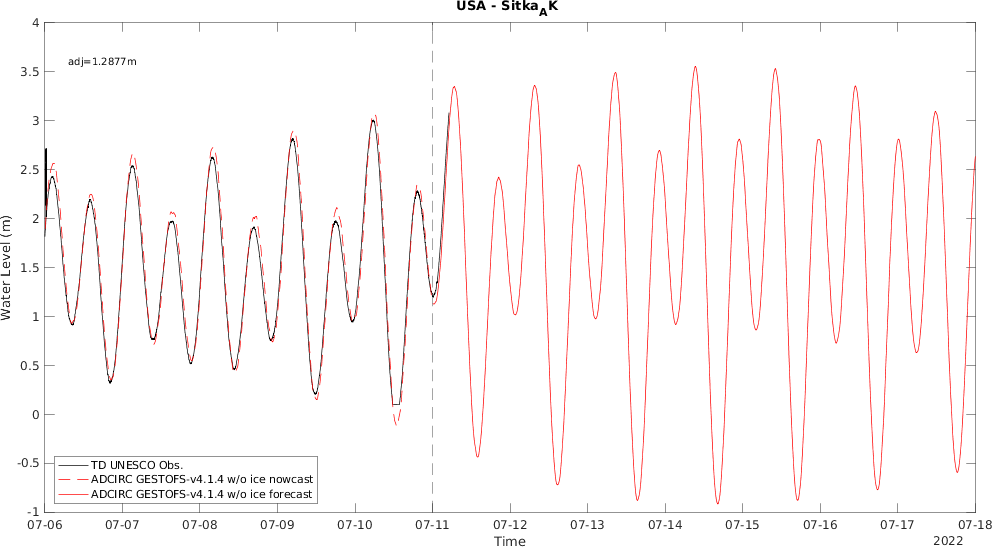 USA - Sitka_AK
4
3.5
3
2.5
2
1.5
1
0.5
0
-0.5
-1
Water Level (m)
adj=1.2877m
TD UNESCO Obs.
ADCIRC GESTOFS-v4.1.4 w/o ice nowcast
ADCIRC GESTOFS-v4.1.4 w/o ice forecast
07-06 07-07 07-08 07-09 07-10 07-11 07-12 07-13 07-14 07-15 07-16 07-17 07-18
Time
2022